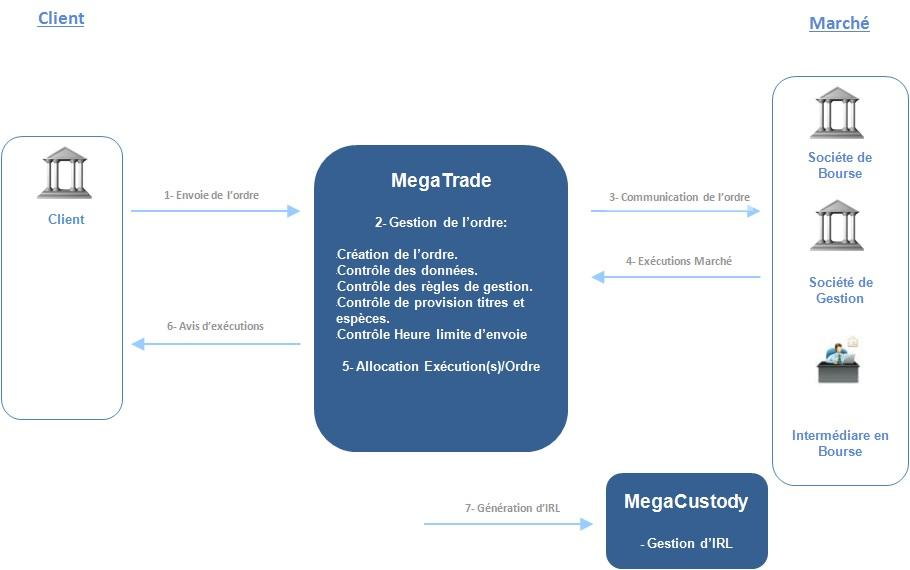 Client
Marché
Client
1- Envoie de l'ordre
6- Avis d'exécutions
MegaTrade
2- Gestion de l'ordre:
Création de l'ordre.
Contrôle des données.
Contrôle des règles de gestion.
Contrôle de provision titres et
espèces.
Contrôle Heure limite d'envoie
5- Allocation Exécution(s)/Ordre
3- Communication de l'ordre
4- Exécutions Marché
Sociéte de
Bourse
Société de
Gestion
Intermédiare en
Bourse
7- Génération d'IRL
MegaCustody
- Gestion d'IRL